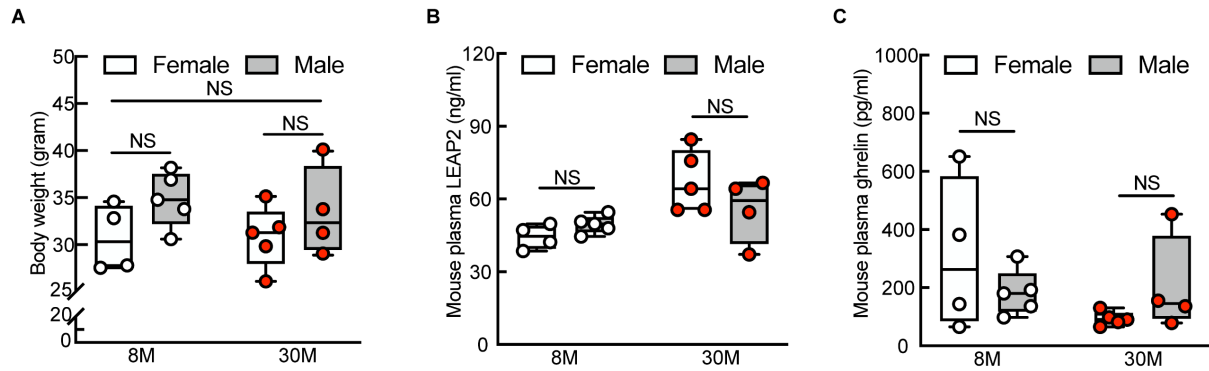 A
Body weight (gram)
50
45
40
35
30
25
20
0
Female
Male
NS
NS
NS
8M
30M
B
Mouse plasma LEAP2 (ng/ml)
120
90
60
30
0
Female
Male
NS
NS
8M
30M
C
Mouse plasma ghrelin (pg/ml)
1000
800
600
400
200
0
Female
Male
NS
NS
8M
30M